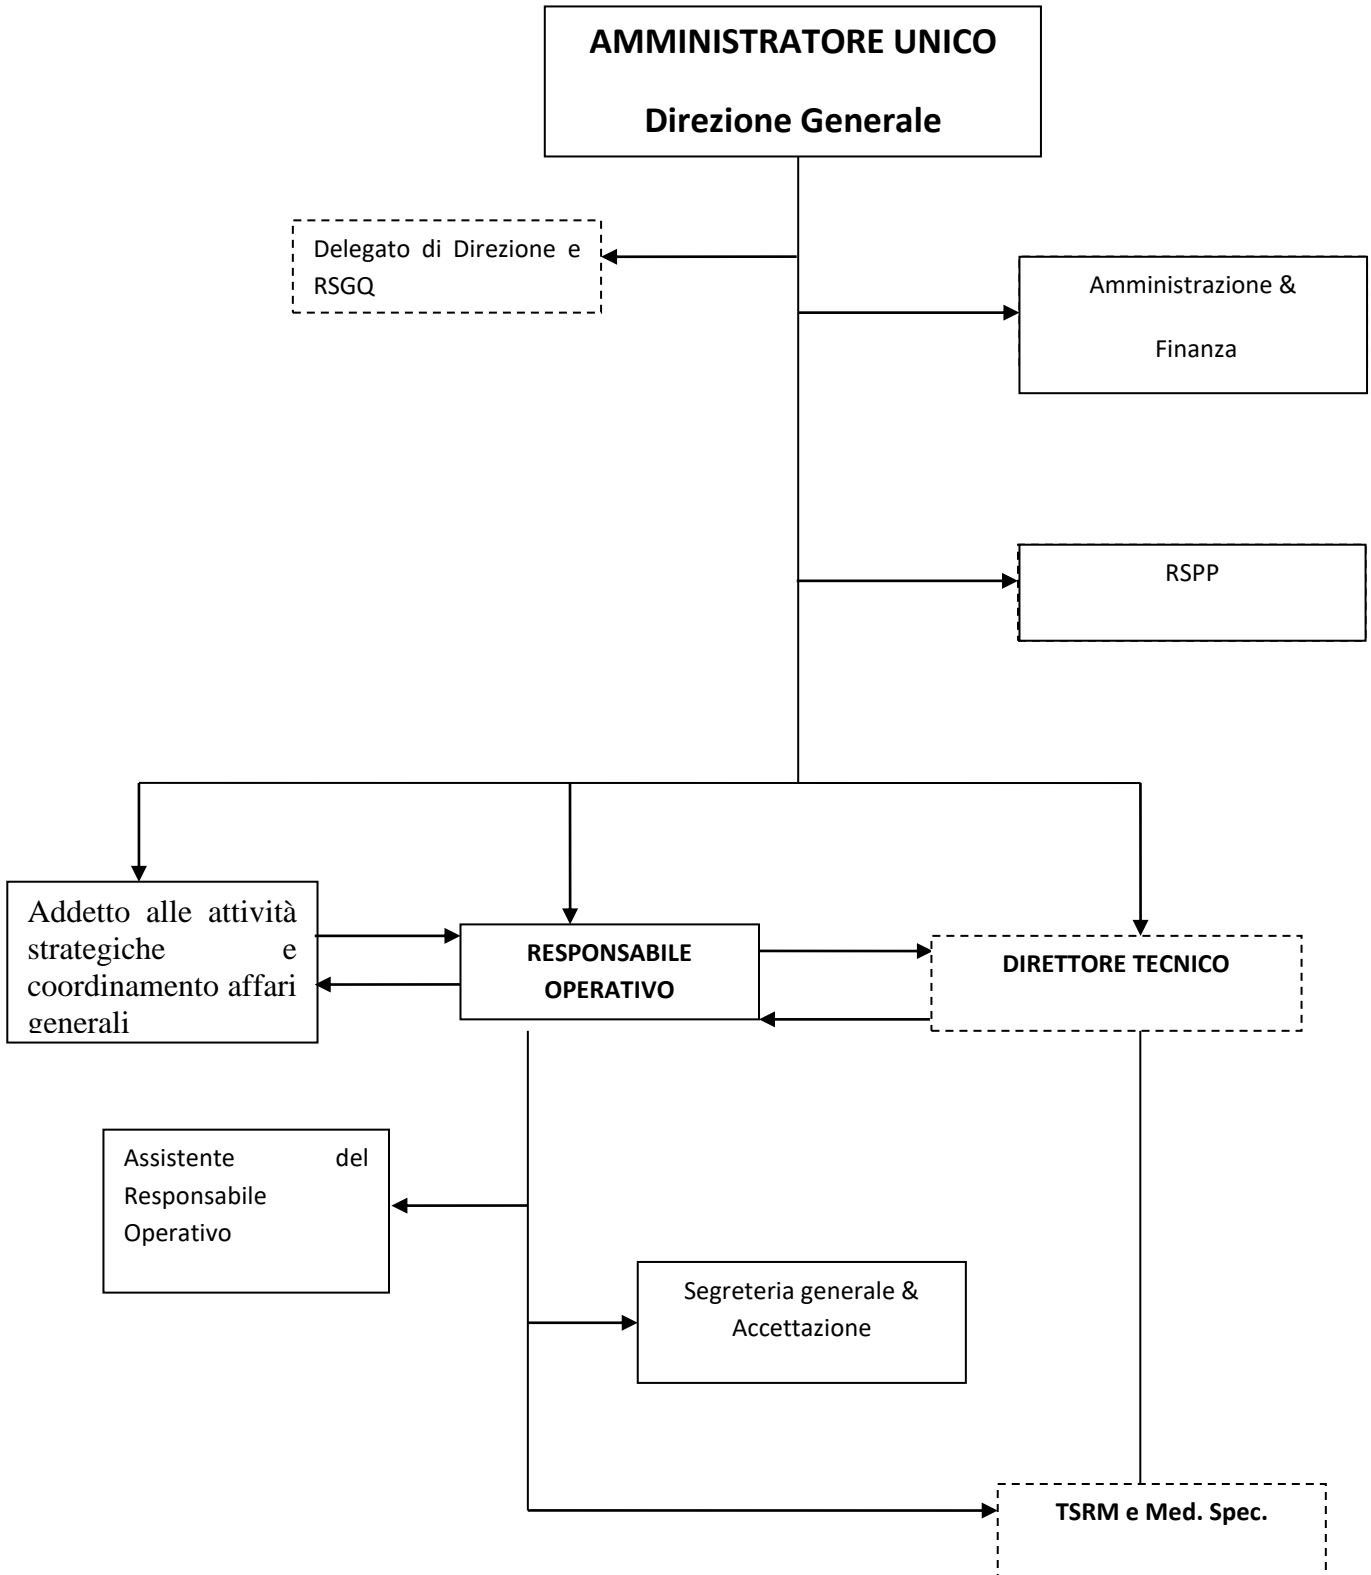 AMMINISTRATORE UNICO
Direzione Generale
Delegato di Direzione e
RSGQ
Amministrazione &
Finanza
RSPP
Addetto alle attività
strategiche e
coordinamento affari
generali
RESPONSABILE
OPERATIVO
DIRETTORE TECNICO
Assistente del
Responsabile
Operativo
Segreteria generale &
Accettazione
TSRM e Med. Spec.